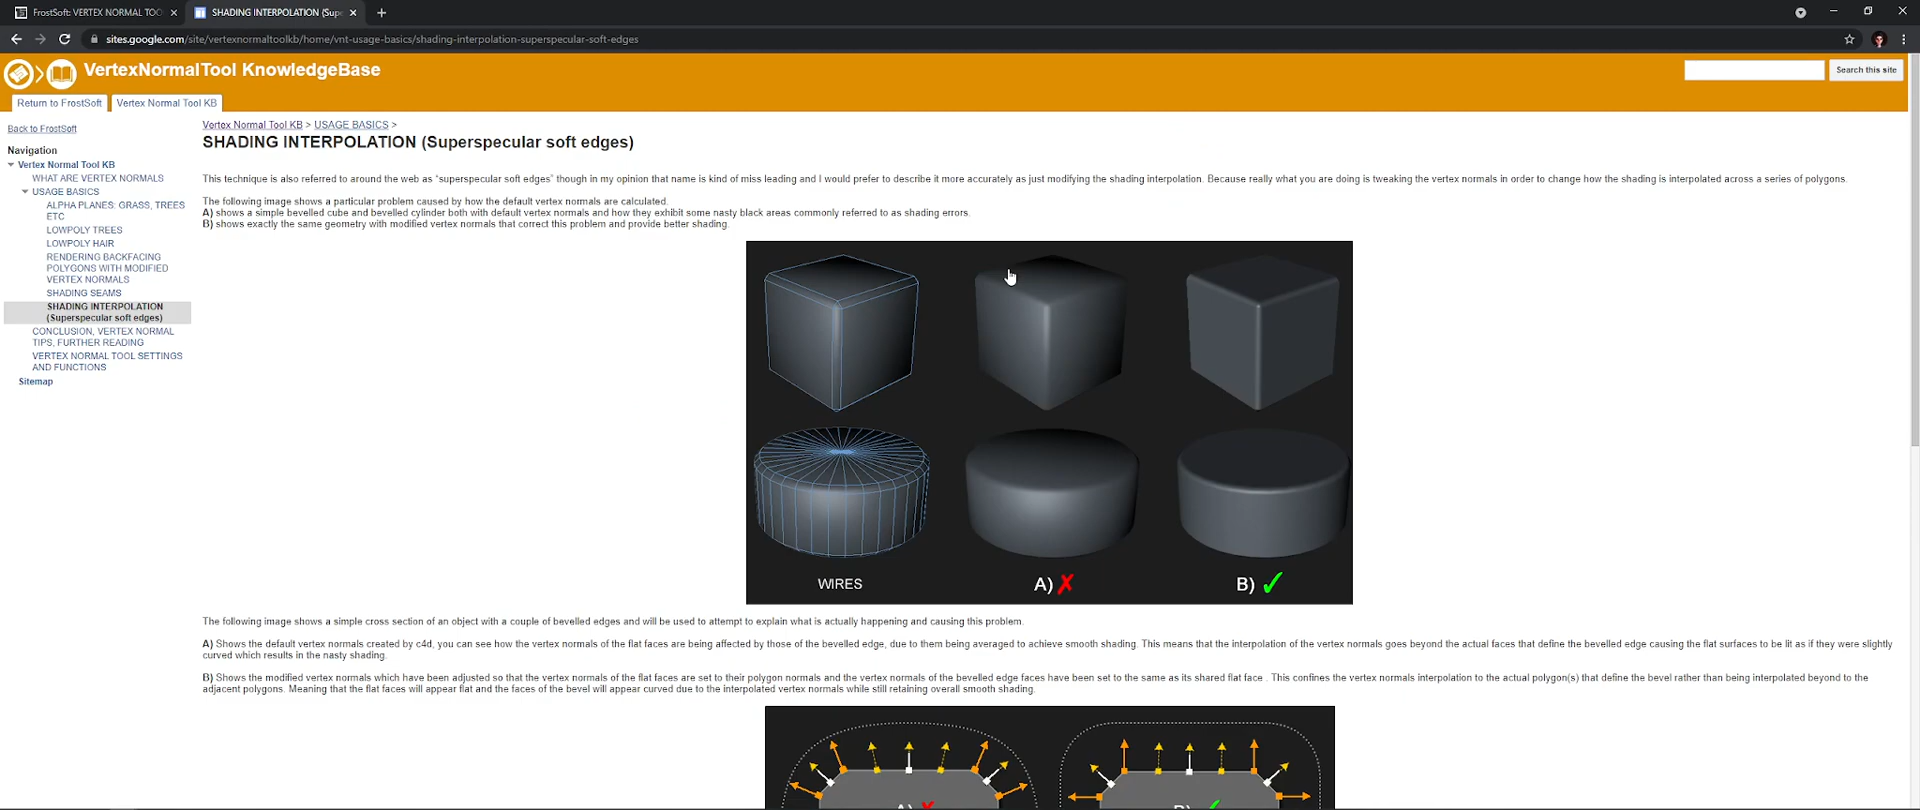 FrostSoft: VERTEX NORMAL TOO
SHADING INTERPOLATION (Supe
sites.google.com/site/vertexnormaltoolkb/home/vnt-usage-basics/shading-interpolation-superspecular-soft-edges
VertexNormalTool KnowledgeBase
Search this site
Return to FrostSoft
Vertex Normal Tool KB
Back to FrostSoft
Navigation
Vertex Normal Tool KB
WHAT ARE VERTEX NORMALS
USAGE BASICS
ALPHA PLANES: GRASS, TREES
ETC
LOWPOLY TREES
LOWPOLY HAIR
RENDERING BACKFACING
POLYGONS WITH MODIFIED
VERTEX NORMALS
SHADING SEAMS
SHADING INTERPOLATION
(Superspecular soft edges)
CONCLUSION, VERTEX NORMAL
TIPS, FURTHER READING
VERTEX NORMAL TOOL SETTINGS
AND FUNCTIONS
Sitemap
Vertex Normal Tool KB > USAGE BASICS >
SHADING INTERPOLATION (Superspecular soft edges)
This technique is also referred to around the web as "superspecular soft edges" though in my opinion that name is kind of miss leading and I would prefer to describe it more accurately as just modifying the shading interpolation. Because really what you are doing is tweaking the vertex normals in order to change how the shading is interpolated across a series of polygons.
The following image shows a particular problem caused by how the default vertex normals are calculated.
A) shows a simple bevelled cube and bevelled cylinder both with default vertex normals and how they exhibit some nasty black areas commonly referred to as shading errors.
B) shows exactly the same geometry with modified vertex normals that correct this problem and provide better shading.
WIRES
A)
B)
The following image shows a simple cross section of an object with a couple of bevelled edges and will be used to attempt to explain what is actually happening and causing this problem.
A) Shows the default vertex normals created by c4d, you can see how the vertex normals of the flat faces are being affected by those of the bevelled edge, due to them being averaged to achieve smooth shading. This means that the interpolation of the vertex normals goes beyond the actual faces that define the bevelled edge causing the flat surfaces to be lit as if they were slightly
curved which results in the nasty shading.
B) Shows the modified vertex normals which have been adjusted so that the vertex normals of the flat faces are set to their polygon normals and the vertex normals of the bevelled edge faces have been set to the same as its shared flat face . This confines the vertex normals interpolation to the actual polygon(s) that define the bevel rather than being interpolated beyond to the
adjacent polygons. Meaning that the flat faces will appear flat and the faces of the bevel will appear curved due to the interpolated vertex normals while still retaining overall smooth shading.